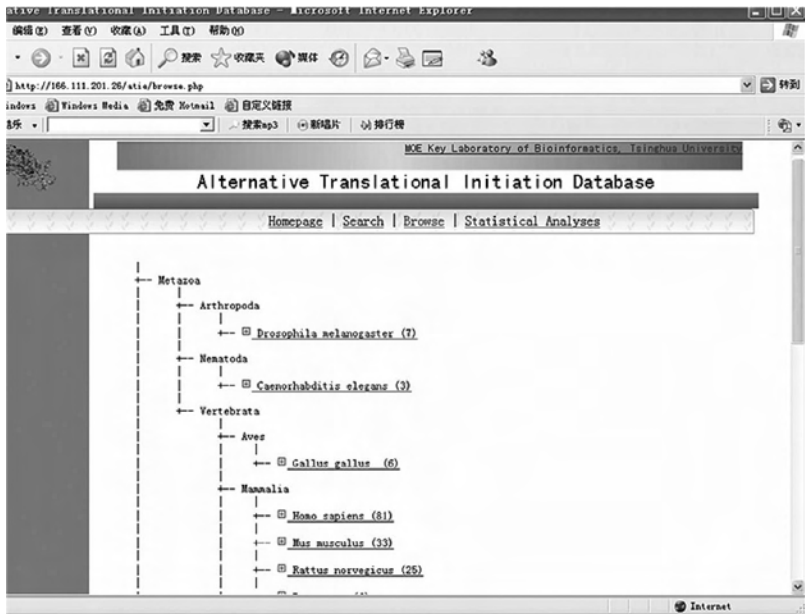 Translational Initiation Database - Microsoft Internet Explorer
编辑(E) 查看(V) 收藏(A) 工具(T) 帮助(H)
搜索 收藏夹 媒体
http://166.111.201.26/atie/browse.php 转到
Windows Media 免费 Hotmail 自定义链接
搜索mp3 新唱片 排行榜
MOE Key Laboratory of Bioinformatics, Tsinghua University
Alternative Translational Initiation Database
Homepage | Search | Browse | Statistical Analyses
Metazoa
Arthropoda
Drosophila melanogaster (7)
Nematoda
Caenorhabditis elegans (3)
Vertebrata
Aves
Gallus gallus (6)
Mammalia
Homo sapiens (81)
Mus musculus (33)
Rattus norvegicus (25)
Internet